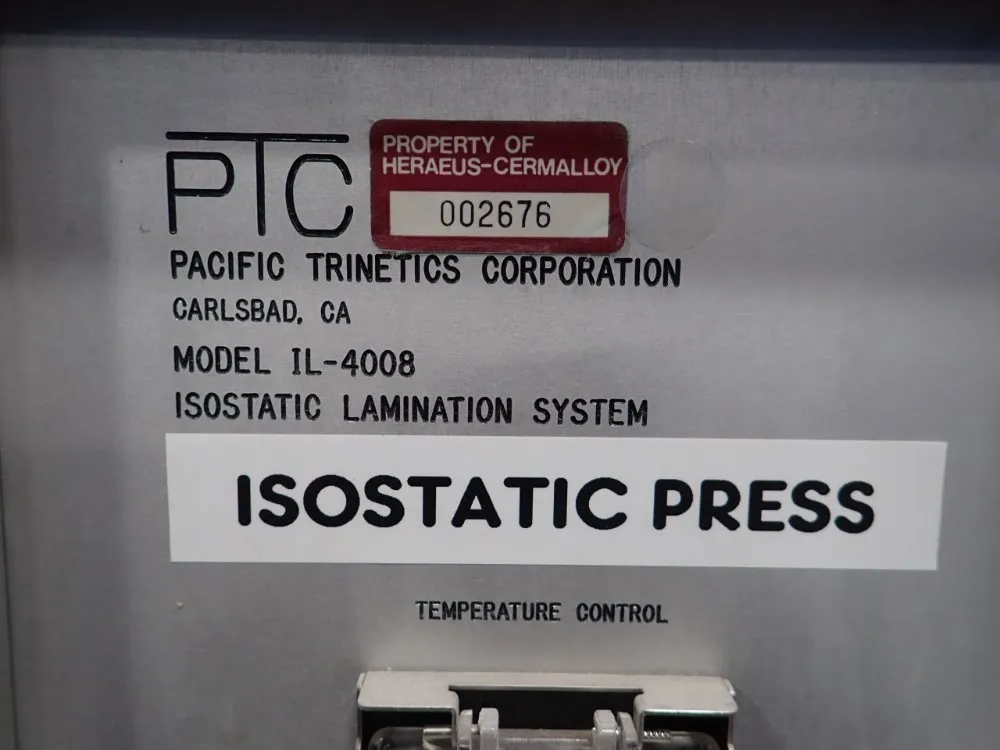 PTC
PROPERTY OF
HERAEUS-CERMALLOY
002676
PACIFIC TRINETICS CORPORATION
CARLSBAD, CA
MODEL IL-4008
ISOSTATIC LAMINATION SYSTEM
ISOSTATIC PRESS
TEMPERATURE CONTROL